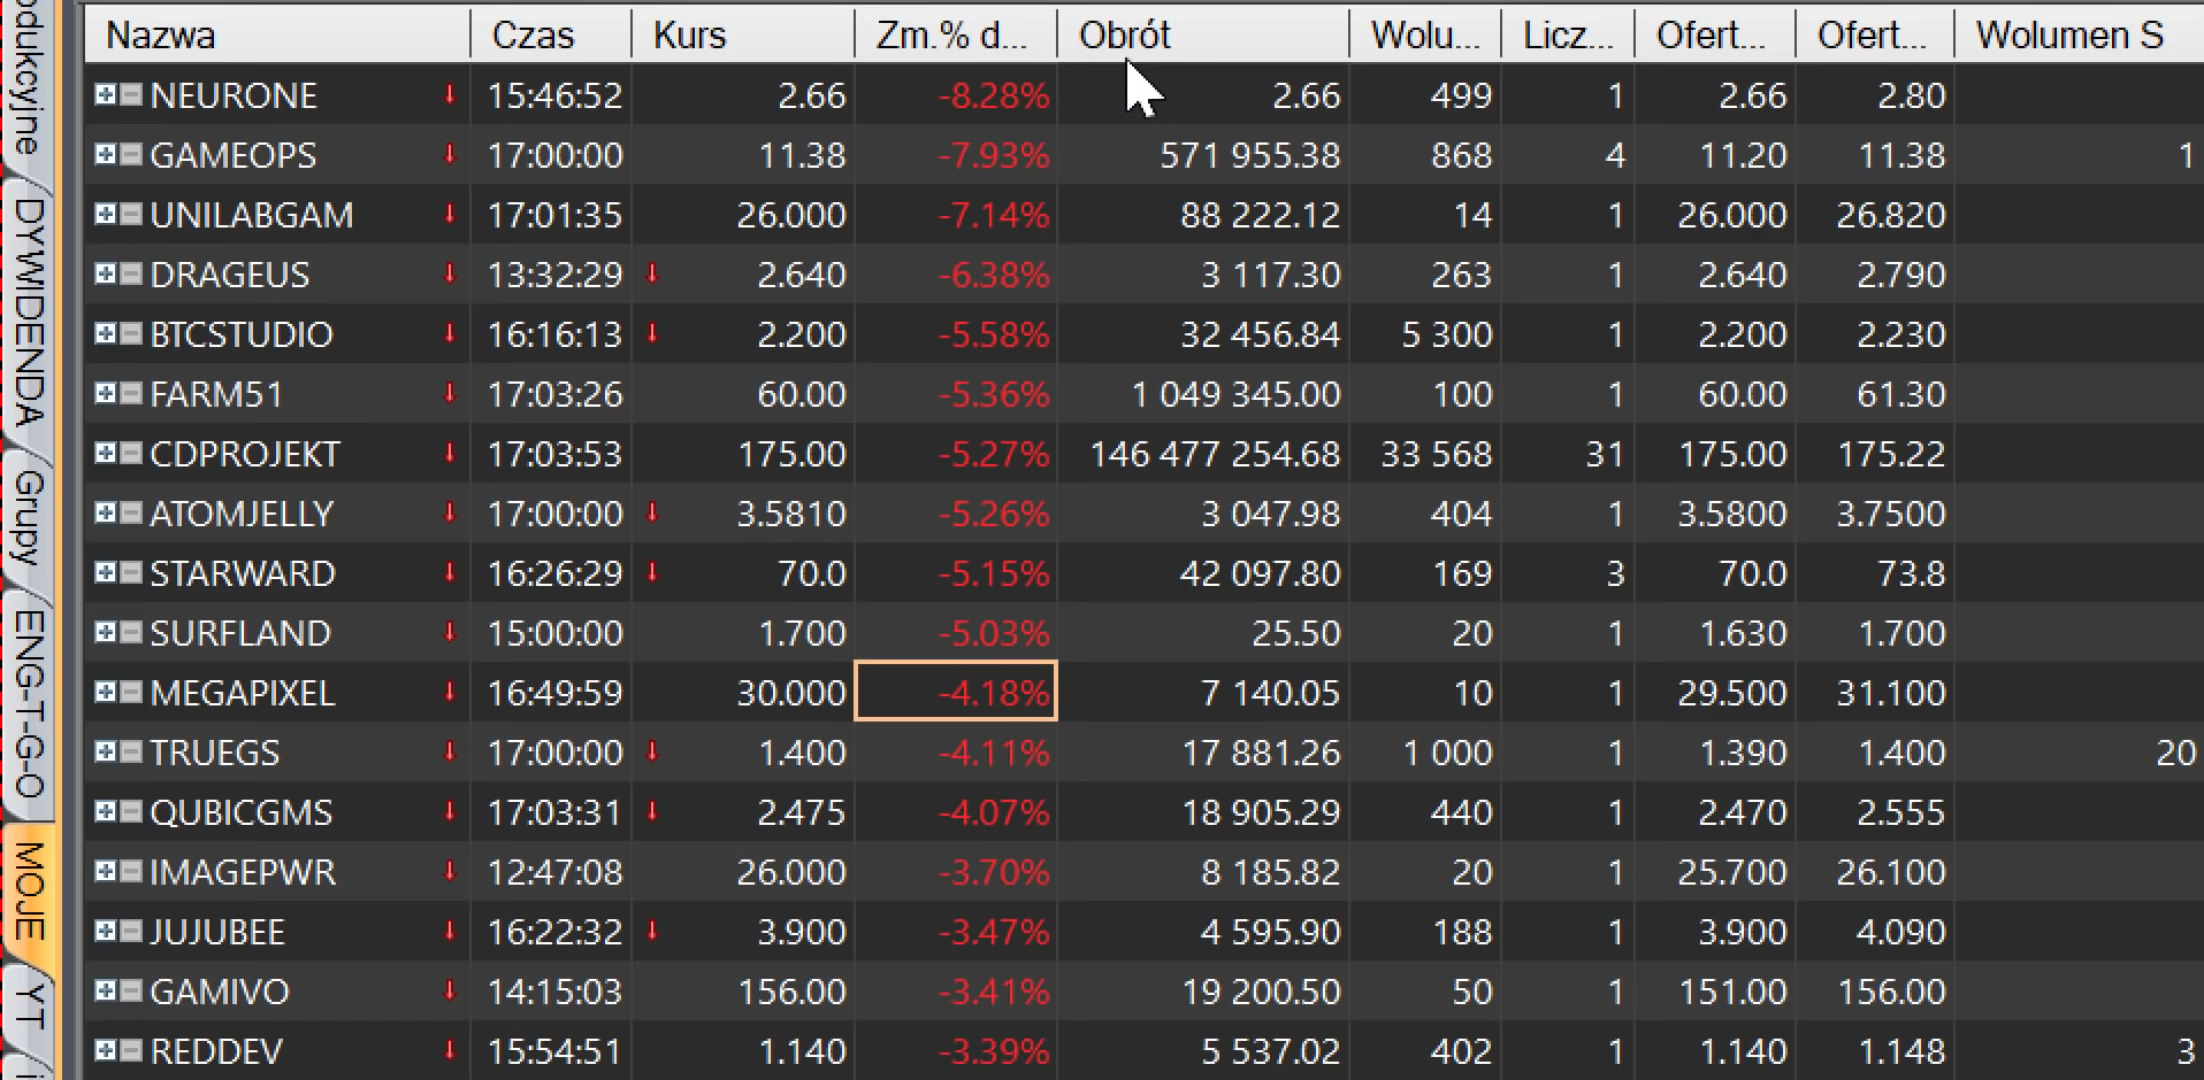 Nazwa Czas Kurs Zm.% d... Obrót Wolu... Licz... Ofert... Ofert... Wolumen S
NEURONE 15:46:52 2.66 -8.28% 2.66 499 1 2.66 2.80
GAMEOPS 17:00:00 11.38 -7.93% 571 955.38 868 4 11.20 11.38 1
UNILABGAM 17:01:35 26.000 -7.14% 88 222.12 14 1 26.000 26.820
DRAGEUS 13:32:29 2.640 -6.38% 3 117.30 263 1 2.640 2.790
BTCSTUDIO 16:16:13 2.200 -5.58% 32 456.84 5 300 1 2.200 2.230
FARM51 17:03:26 60.00 -5.36% 1 049 345.00 100 1 60.00 61.30
CDPROJEKT 17:03:53 175.00 -5.27% 146 477 254.68 33 568 31 175.00 175.22
ATOMJELLY 17:00:00 3.5810 -5.26% 3 047.98 404 1 3.5800 3.7500
STARWARD 16:26:29 70.0 -5.15% 42 097.80 169 3 70.0 73.8
SURFLAND 15:00:00 1.700 -5.03% 25.50 20 1 1.630 1.700
MEGAPIXEL 16:49:59 30.000 -4.18% 7 140.05 10 1 29.500 31.100
TRUEGS 17:00:00 1.400 -4.11% 17 881.26 1 000 1 1.390 1.400 20
QUBICGMS 17:03:31 2.475 -4.07% 18 905.29 440 1 2.470 2.555
IMAGEPWR 12:47:08 26.000 -3.70% 8 185.82 20 1 25.700 26.100
JUJUBEE 16:22:32 3.900 -3.47% 4 595.90 188 1 3.900 4.090
GAMIVO 14:15:03 156.00 -3.41% 19 200.50 50 1 151.00 156.00
REDDEV 15:54:51 1.140 -3.39% 5 537.02 402 1 1.140 1.148 3
odukcyjne
DYWIDENDA
Grupy
ENG-T-G-O
MOJE
YT